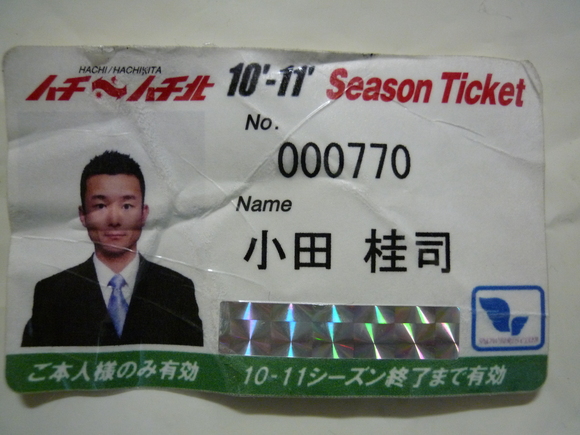 HACHI/HACHIKITA
ハチ ハチ北 10'-11' Season Ticket
No.
000770
Name
小田 桂司
ご本人様のみ有効 10-11シーズン終了まで有効